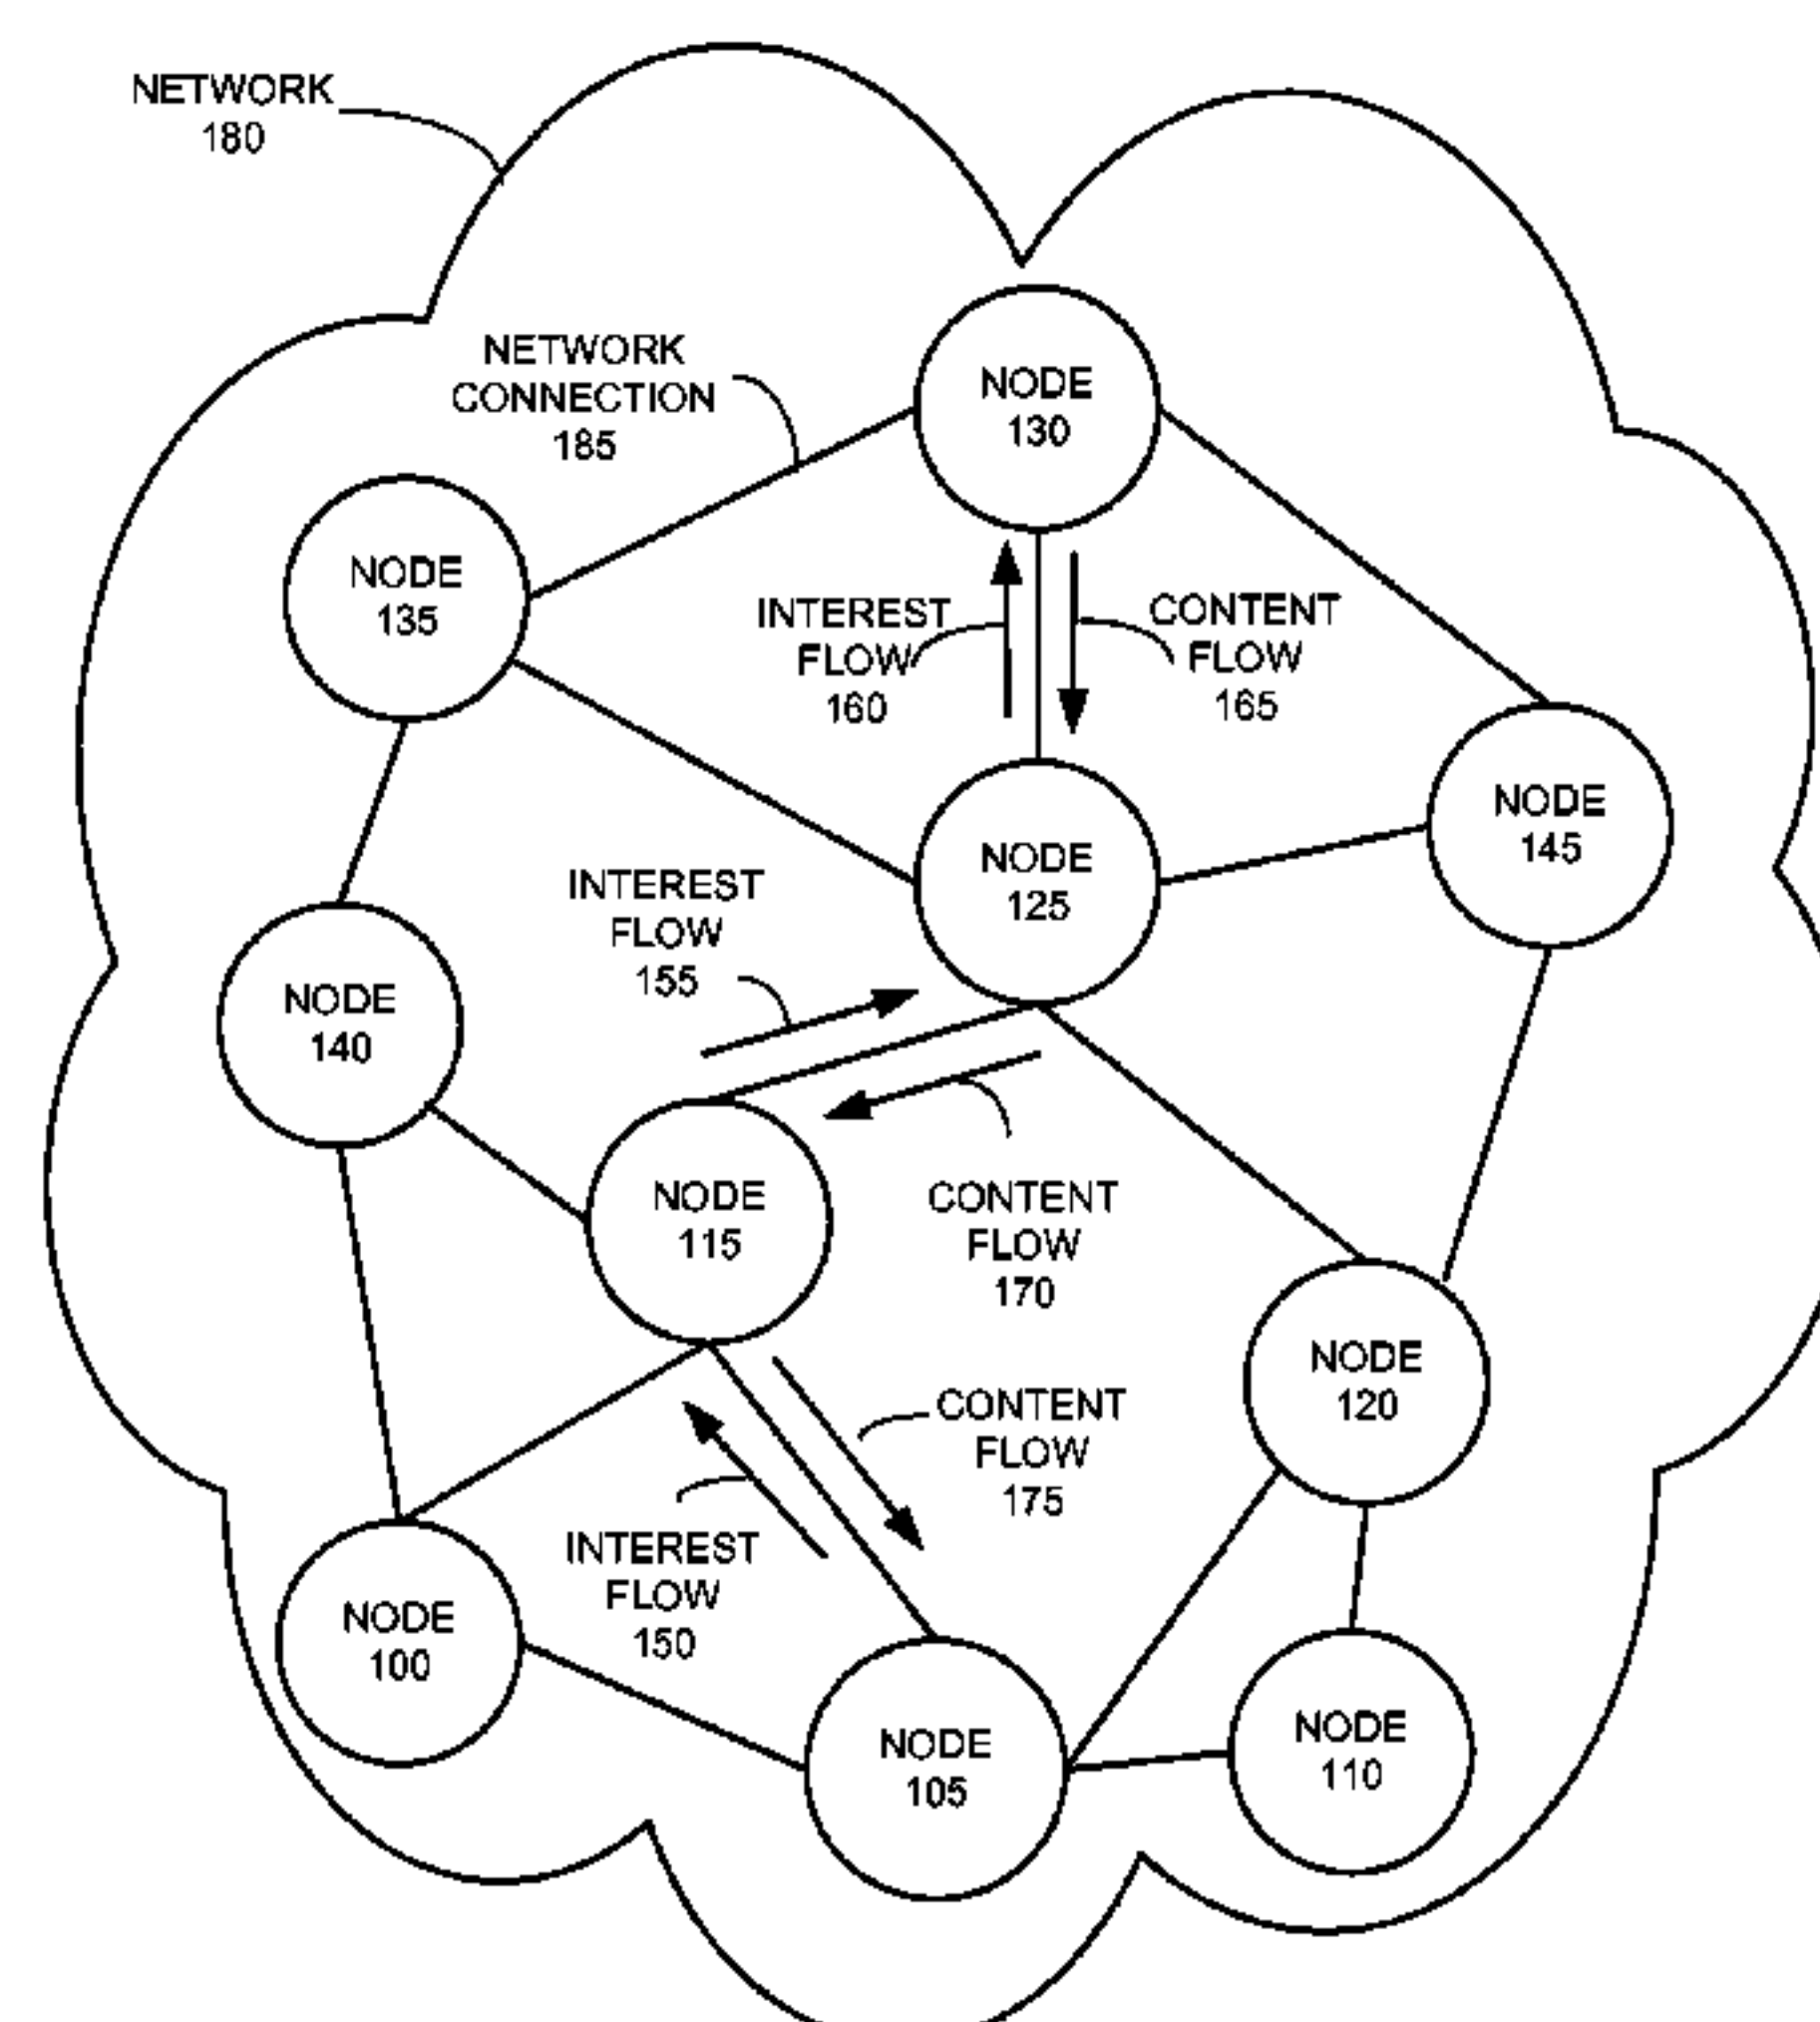 NETWORK
180
NETWORK
CONNECTION
185
NODE
130
NODE
135
INTEREST
FLOW
160
CONTENT
FLOW
165
NODE
145
NODE
125
INTEREST
FLOW
155
NODE
140
NODE
115
CONTENT
FLOW
170
NODE
120
CONTENT
FLOW
175
INTEREST
FLOW
150
NODE
100
NODE
105
NODE
110